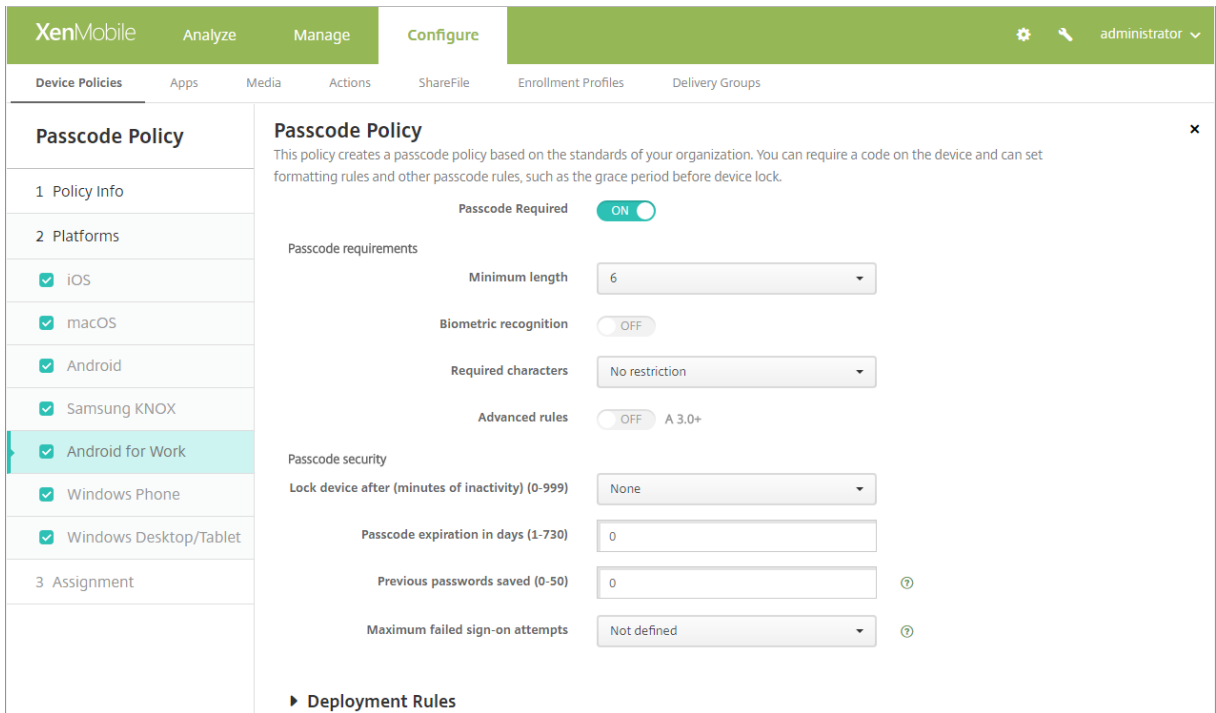 XenMobile Analyze Manage Configure administrator
Device Policies Apps Media Actions ShareFile Enrollment Profiles Delivery Groups
Passcode Policy
1 Policy Info
2 Platforms
iOS
macOS
Android
Samsung KNOX
Android for Work
Windows Phone
Windows Desktop/Tablet
3 Assignment
Passcode Policy
This policy creates a passcode policy based on the standards of your organization. You can require a code on the device and can set
formatting rules and other passcode rules, such as the grace period before device lock.
Passcode Required ON
Passcode requirements
Minimum length 6
Biometric recognition OFF
Required characters No restriction
Advanced rules OFF A 3.0+
Passcode security
Lock device after (minutes of inactivity) (0-999) None
Passcode expiration in days (1-730) 0
Previous passwords saved (0-50) 0 ?
Maximum failed sign-on attempts Not defined ?
Deployment Rules